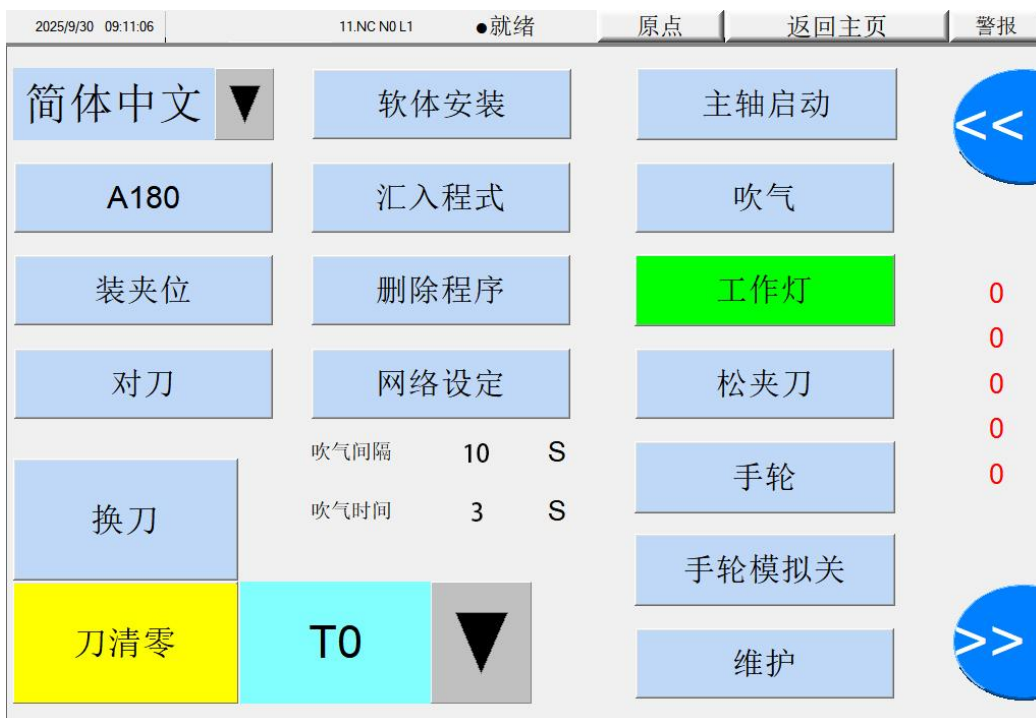 2025/9/30 09:11:06 11.NC N0 L1 ●就绪 原点 返回主页 警报
简体中文 ▼ 软体安装 主轴启动 <<
A180 汇入程式 吹气
装夹位 删除程序 工作灯 0
0
对刀 网络设定 松夹刀 0
吹气间隔 10 S 0
手轮 0
换刀 吹气时间 3 S
手轮模拟关
刀清零 T0 ▼ 维护 >>